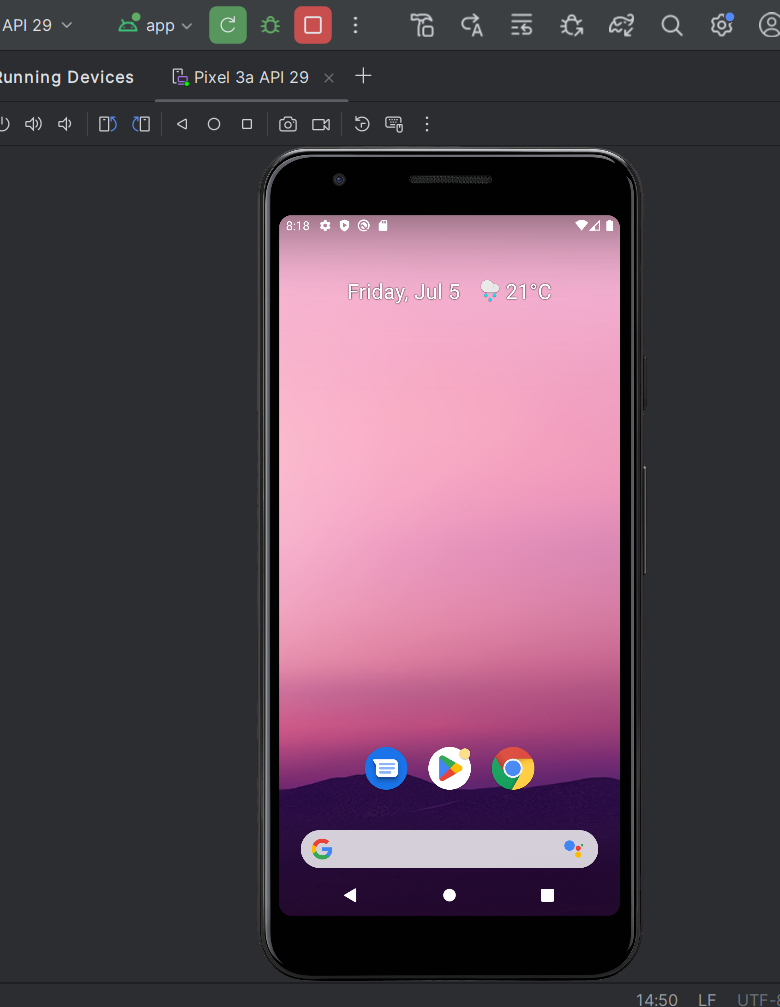 API 29 app
Running Devices Pixel 3a API 29
8:18
Friday, Jul 5 21°C
14:50 LF UTF-